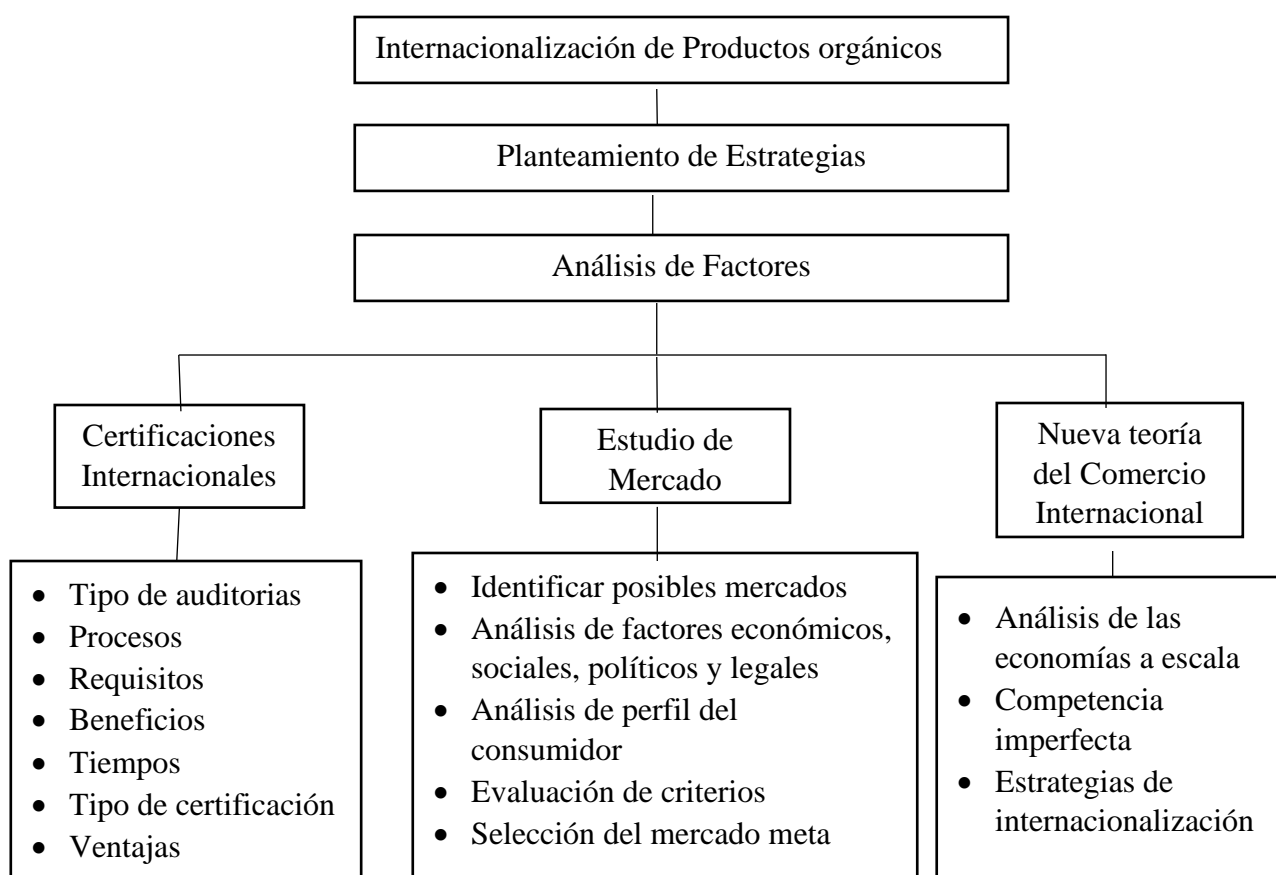 Internacionalización de Productos orgánicos
Planteamiento de Estrategias
Análisis de Factores
Certificaciones
Internacionales
Estudio de
Mercado
Nueva teoría
del Comercio
Internacional
• Tipo de auditorias
• Procesos
• Requisitos
• Beneficios
• Tiempos
• Tipo de certificación
• Ventajas
• Identificar posibles mercados
• Análisis de factores económicos,
sociales, políticos y legales
• Análisis de perfil del
consumidor
• Evaluación de criterios
• Selección del mercado meta
• Análisis de las
economías a escala
• Competencia
imperfecta
• Estrategias de
internacionalización